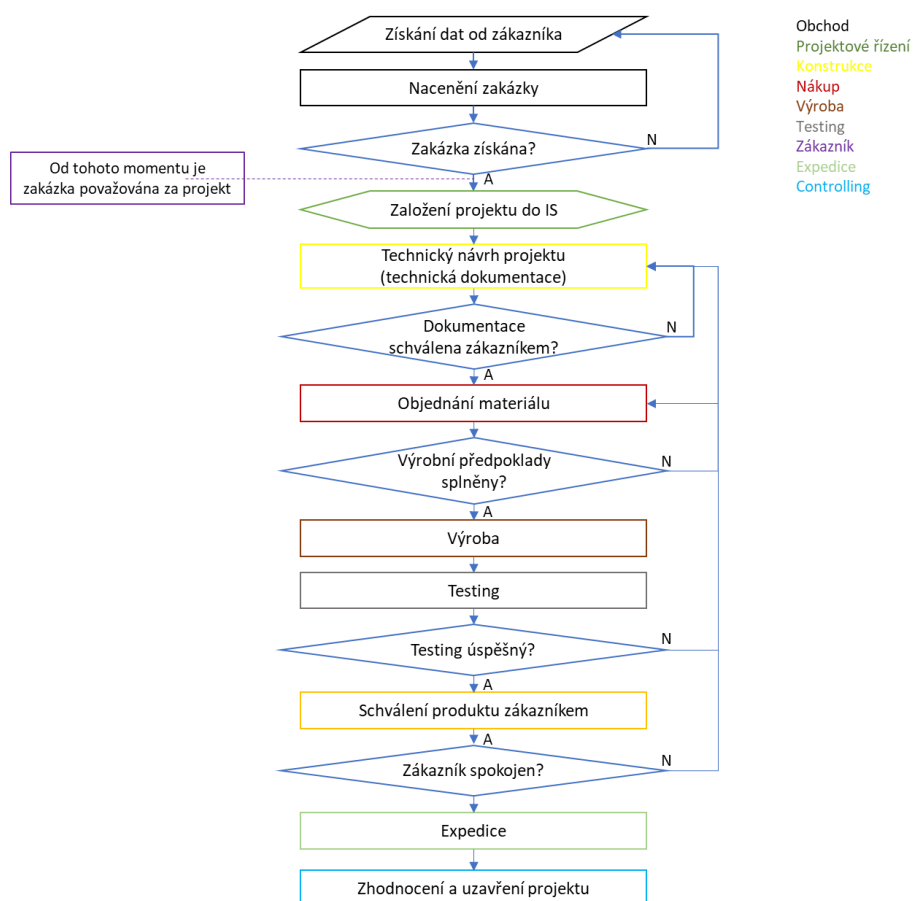 Získání dat od zákazníka
Nacenění zakázky
Zakázka získána?
N
A
Od tohoto momentu je
zakázka považována za projekt
Založení projektu do IS
Technický návrh projektu
(technická dokumentace)
Dokumentace
schválena zákazníkem?
N
A
Objednání materiálu
Výrobní předpoklady
splněny?
N
A
Výroba
Testing
Testing úspěšný?
N
A
Schválení produktu zákazníkem
A
Zákazník spokojen?
N
Expedice
Zhodnocení a uzavření projektu
Obchod
Projektové řízení
Konstrukce
Nákup
Výroba
Testing
Zákazník
Expedice
Controlling